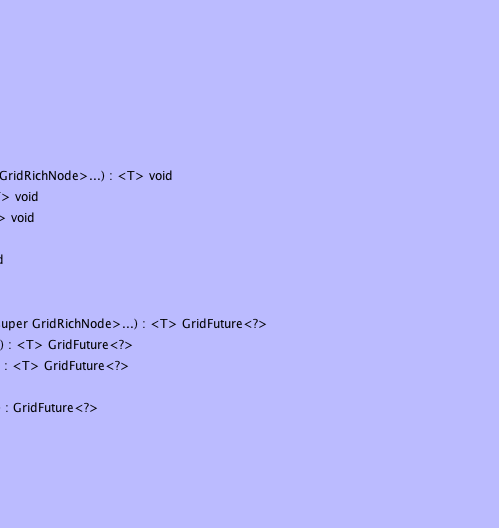 GridRichNode>...) : <T> void
> void
> void
d
uper GridRichNode>...) : <T> GridFuture<?>
) : <T> GridFuture<?>
: <T> GridFuture<?>
: GridFuture<?>